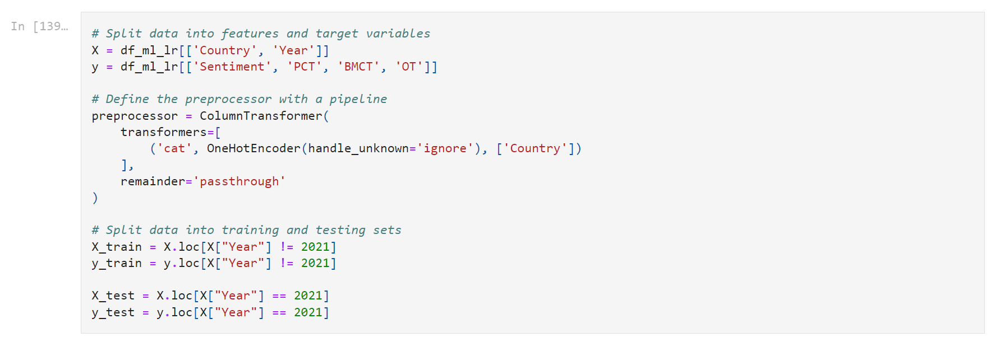 In [139…
# Split data into features and target variables
X = df_ml_lr[['Country', 'Year']]
y = df_ml_lr[['Sentiment', 'PCT', 'BMCT', 'OT']]

# Define the preprocessor with a pipeline
preprocessor = ColumnTransformer(
    transformers=[
        ('cat', OneHotEncoder(handle_unknown='ignore'), ['Country'])
    ],
    remainder='passthrough'
)

# Split data into training and testing sets
X_train = X.loc[X["Year"] != 2021]
y_train = y.loc[X["Year"] != 2021]

X_test = X.loc[X["Year"] == 2021]
y_test = y.loc[X["Year"] == 2021]